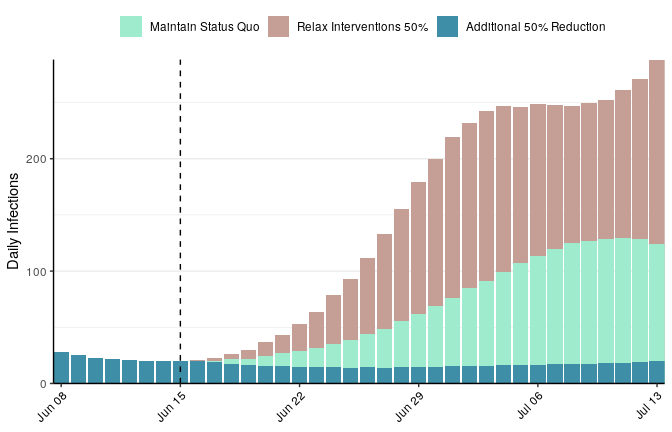 Maintain Status Quo Relax Interventions 50% Additional 50% Reduction
Daily Infections
200
100
0
Jun 08 Jun 15 Jun 22 Jun 29 Jul 06 Jul 13